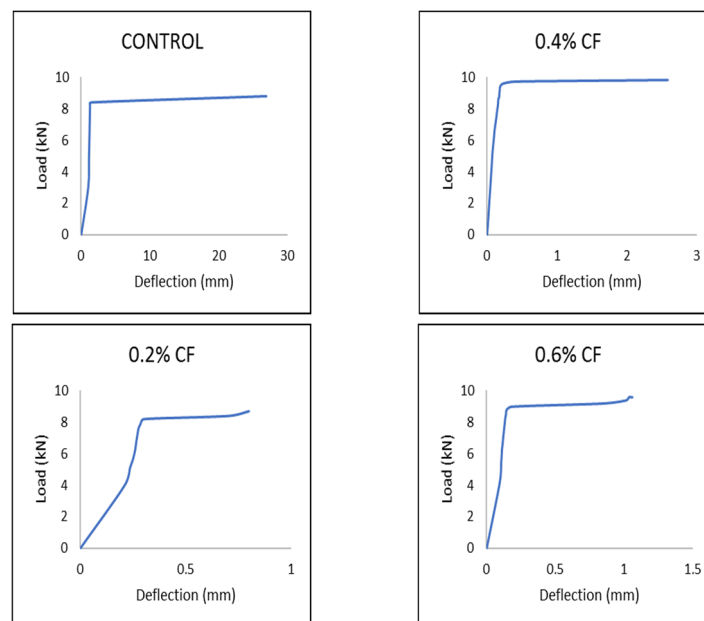 CONTROL
10
8
6
4
2
0
Load (kN)
0 10 20 30
Deflection (mm)
0.4% CF
10
8
6
4
2
0
Load (kN)
0 1 2 3
Deflection (mm)
0.2% CF
10
8
6
4
2
0
Load (kN)
0 0.5 1
Deflection (mm)
0.6% CF
10
8
6
4
2
0
Load (kN)
0 0.5 1 1.5
Deflection (mm)